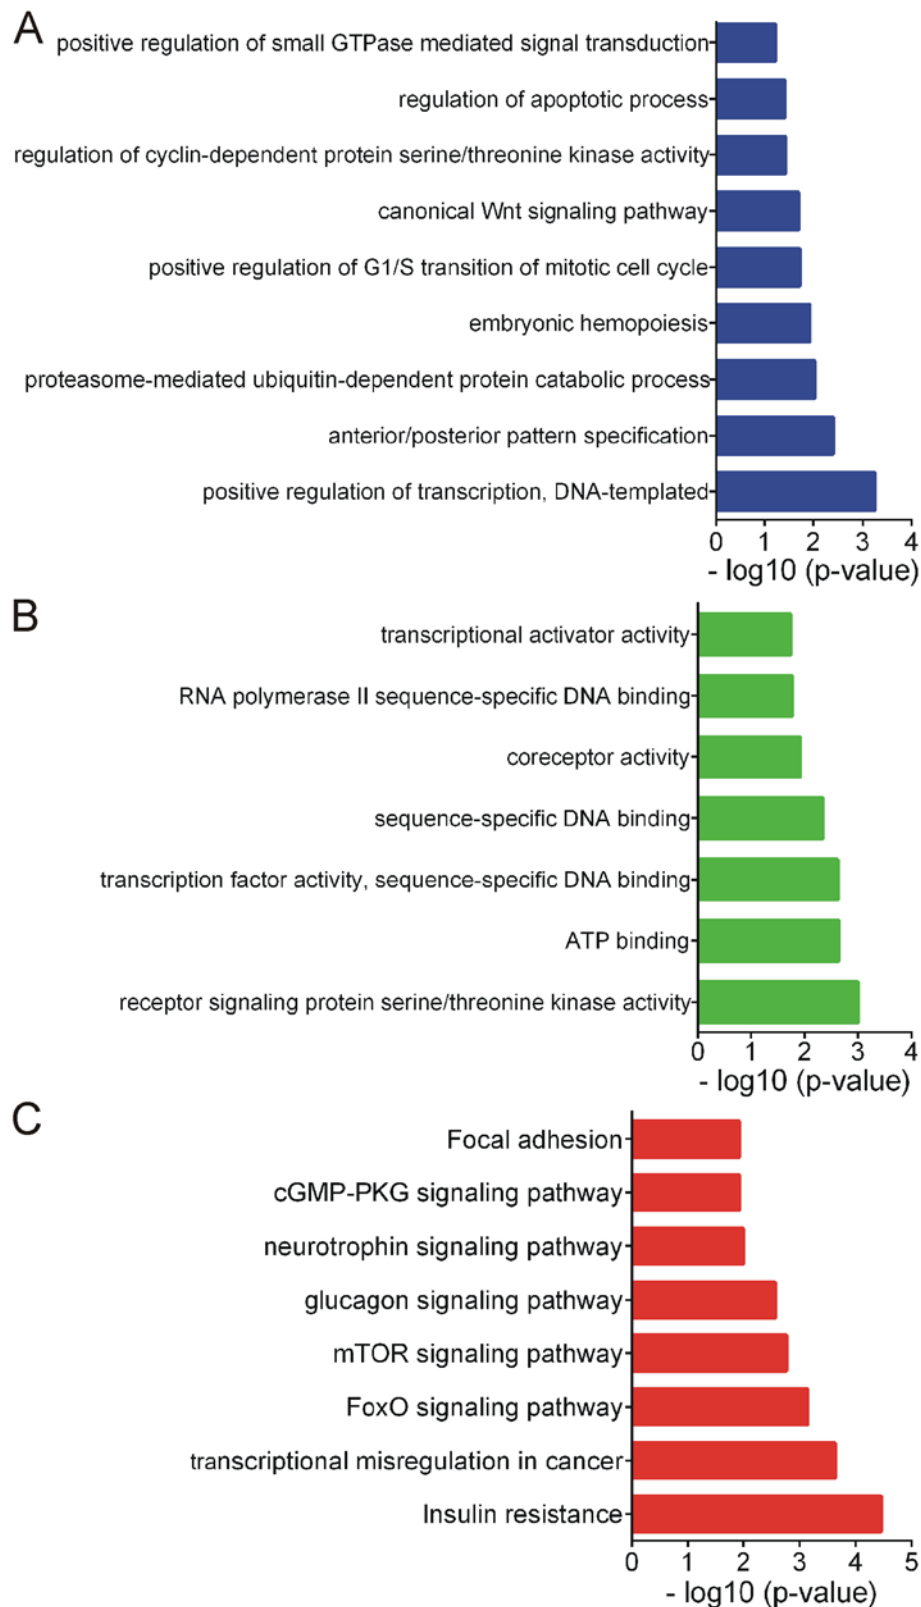 A
positive regulation of small GTPase mediated signal transduction
regulation of apoptotic process
regulation of cyclin-dependent protein serine/threonine kinase activity
canonical Wnt signaling pathway
positive regulation of G1/S transition of mitotic cell cycle
embryonic hemopoiesis
proteasome-mediated ubiquitin-dependent protein catabolic process
anterior/posterior pattern specification
positive regulation of transcription, DNA-templated
0 1 2 3 4
- log10 (p-value)
B
transcriptional activator activity
RNA polymerase II sequence-specific DNA binding
coreceptor activity
sequence-specific DNA binding
transcription factor activity, sequence-specific DNA binding
ATP binding
receptor signaling protein serine/threonine kinase activity
0 1 2 3 4
- log10 (p-value)
C
Focal adhesion
cGMP-PKG signaling pathway
neurotrophin signaling pathway
glucagon signaling pathway
mTOR signaling pathway
FoxO signaling pathway
transcriptional misregulation in cancer
Insulin resistance
0 1 2 3 4 5
- log10 (p-value)